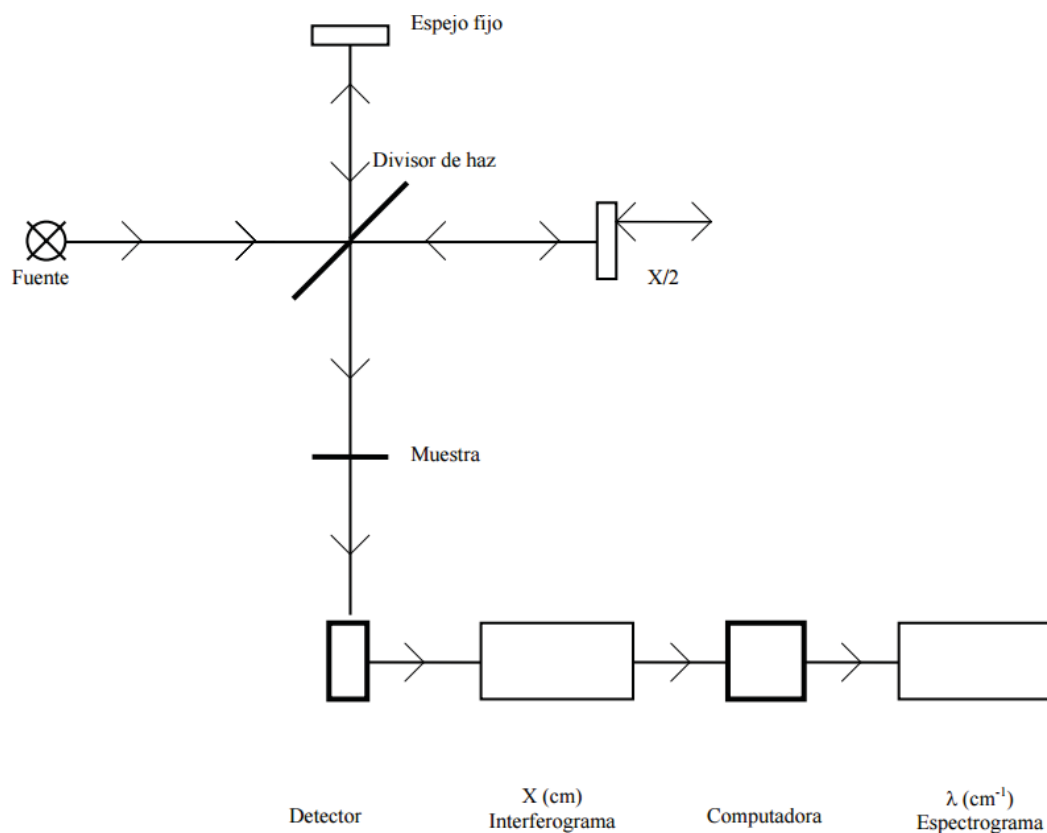 Espejo fijo
Divisor de haz
Fuente
X/2
Muestra
Detector
X (cm)
Interferograma
Computadora
λ (cm⁻¹)
Espectrograma